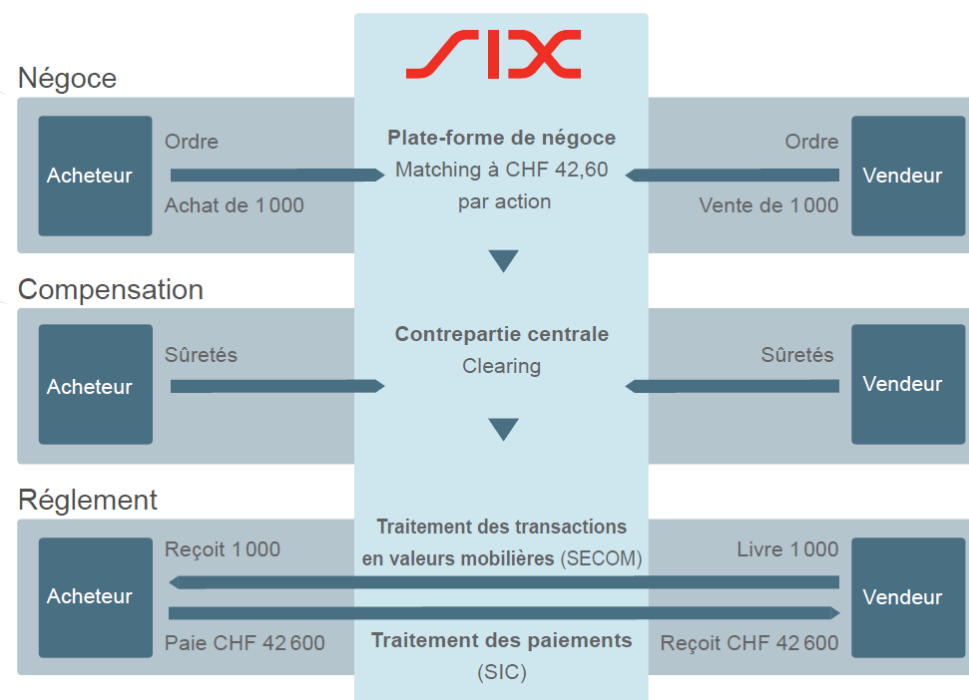 SIX
Négoce
Acheteur
Ordre
Achat de 1 000
Plate-forme de négoce
Matching à CHF 42,60
par action
Ordre
Vente de 1 000
Vendeur
Compensation
Acheteur
Sûretés
Contrepartie centrale
Clearing
Sûretés
Vendeur
Réglement
Acheteur
Reçoit 1 000
Paie CHF 42 600
Traitement des transactions
en valeurs mobilières (SECOM)
Traitement des paiements
(SIC)
Livre 1 000
Reçoit CHF 42 600
Vendeur